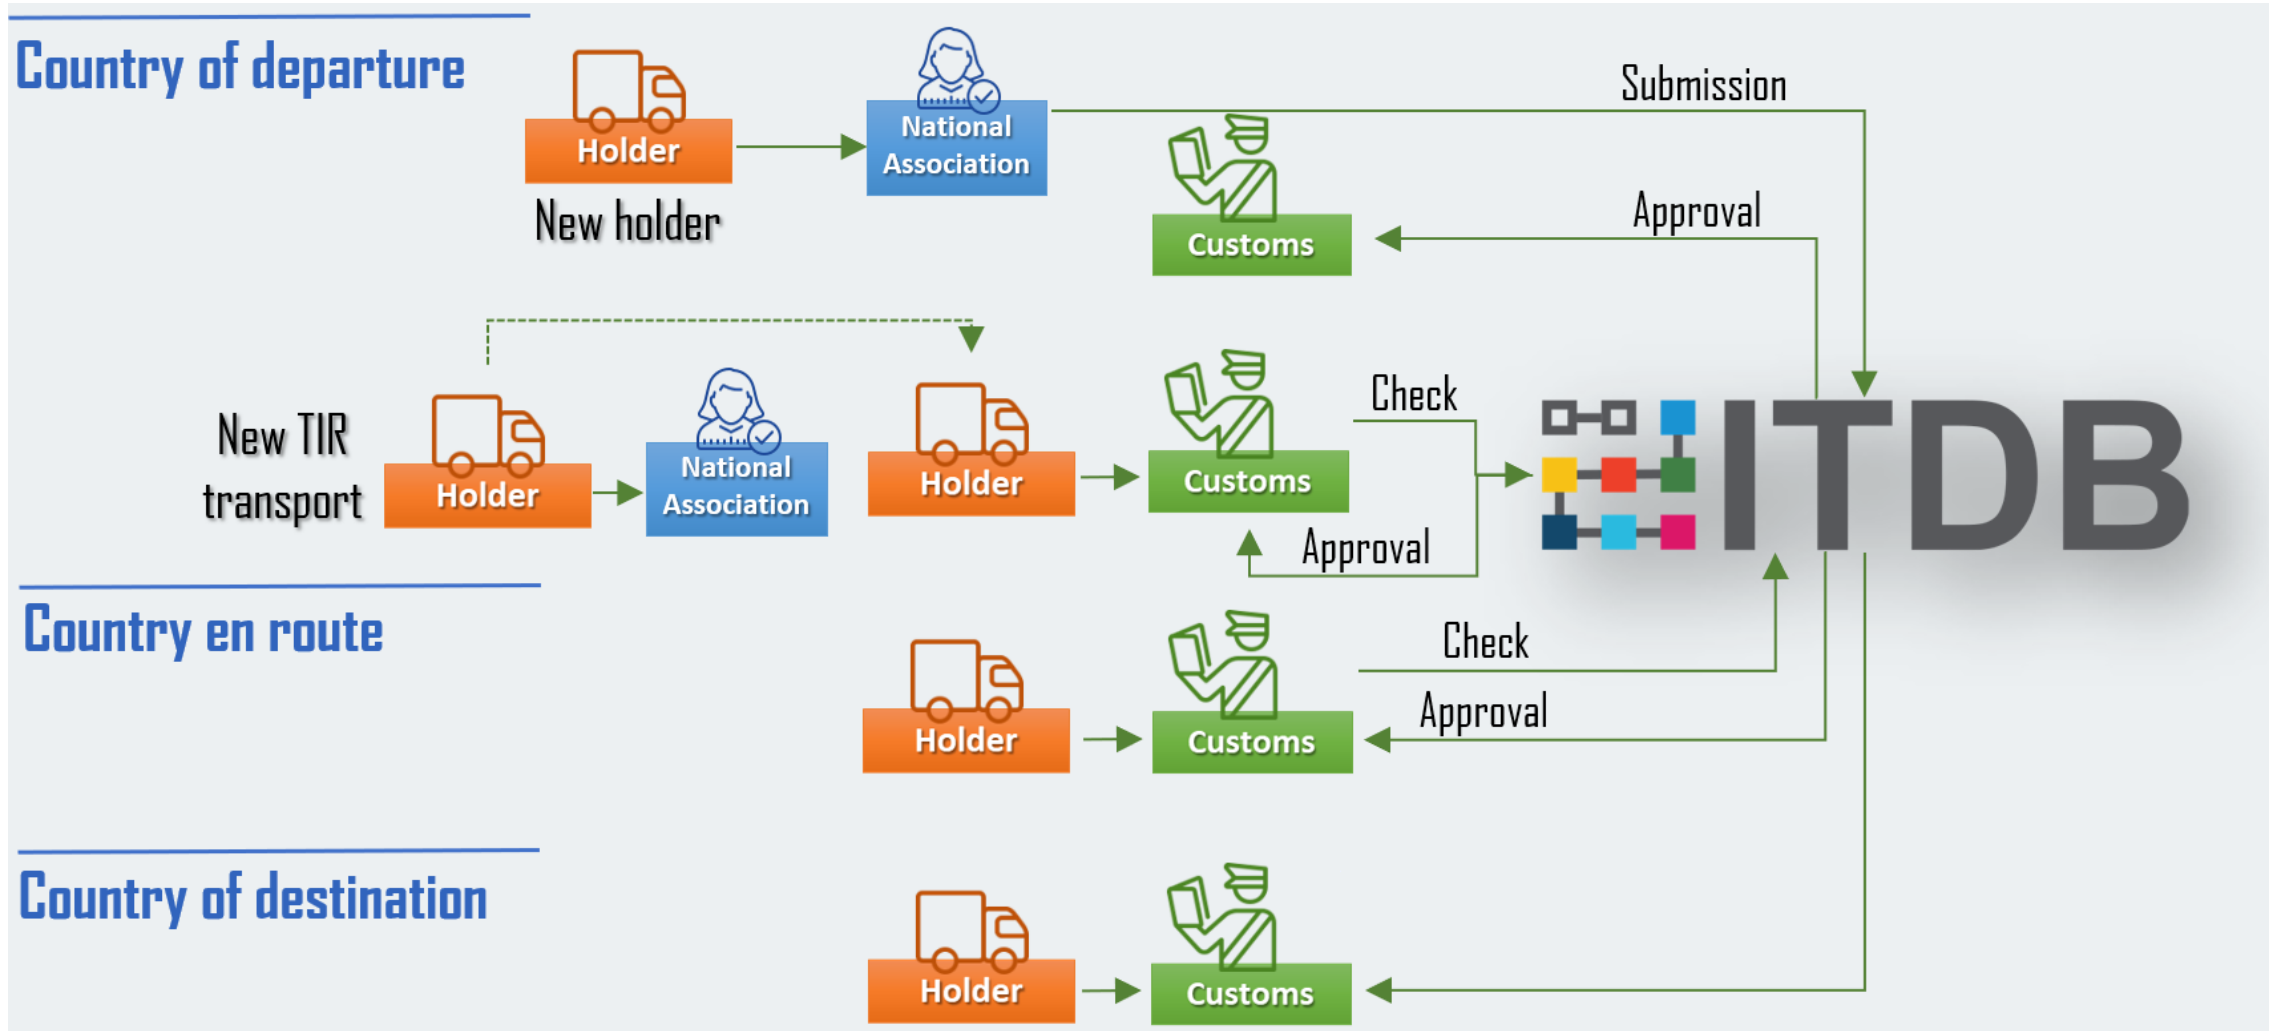 Country of departure
Holder
New holder
National
Association
Submission
Customs
Approval
New TIR
transport
Holder
National
Association
Holder
Customs
Check
Approval
ITDB
Country en route
Holder
Customs
Check
Approval
Country of destination
Holder
Customs